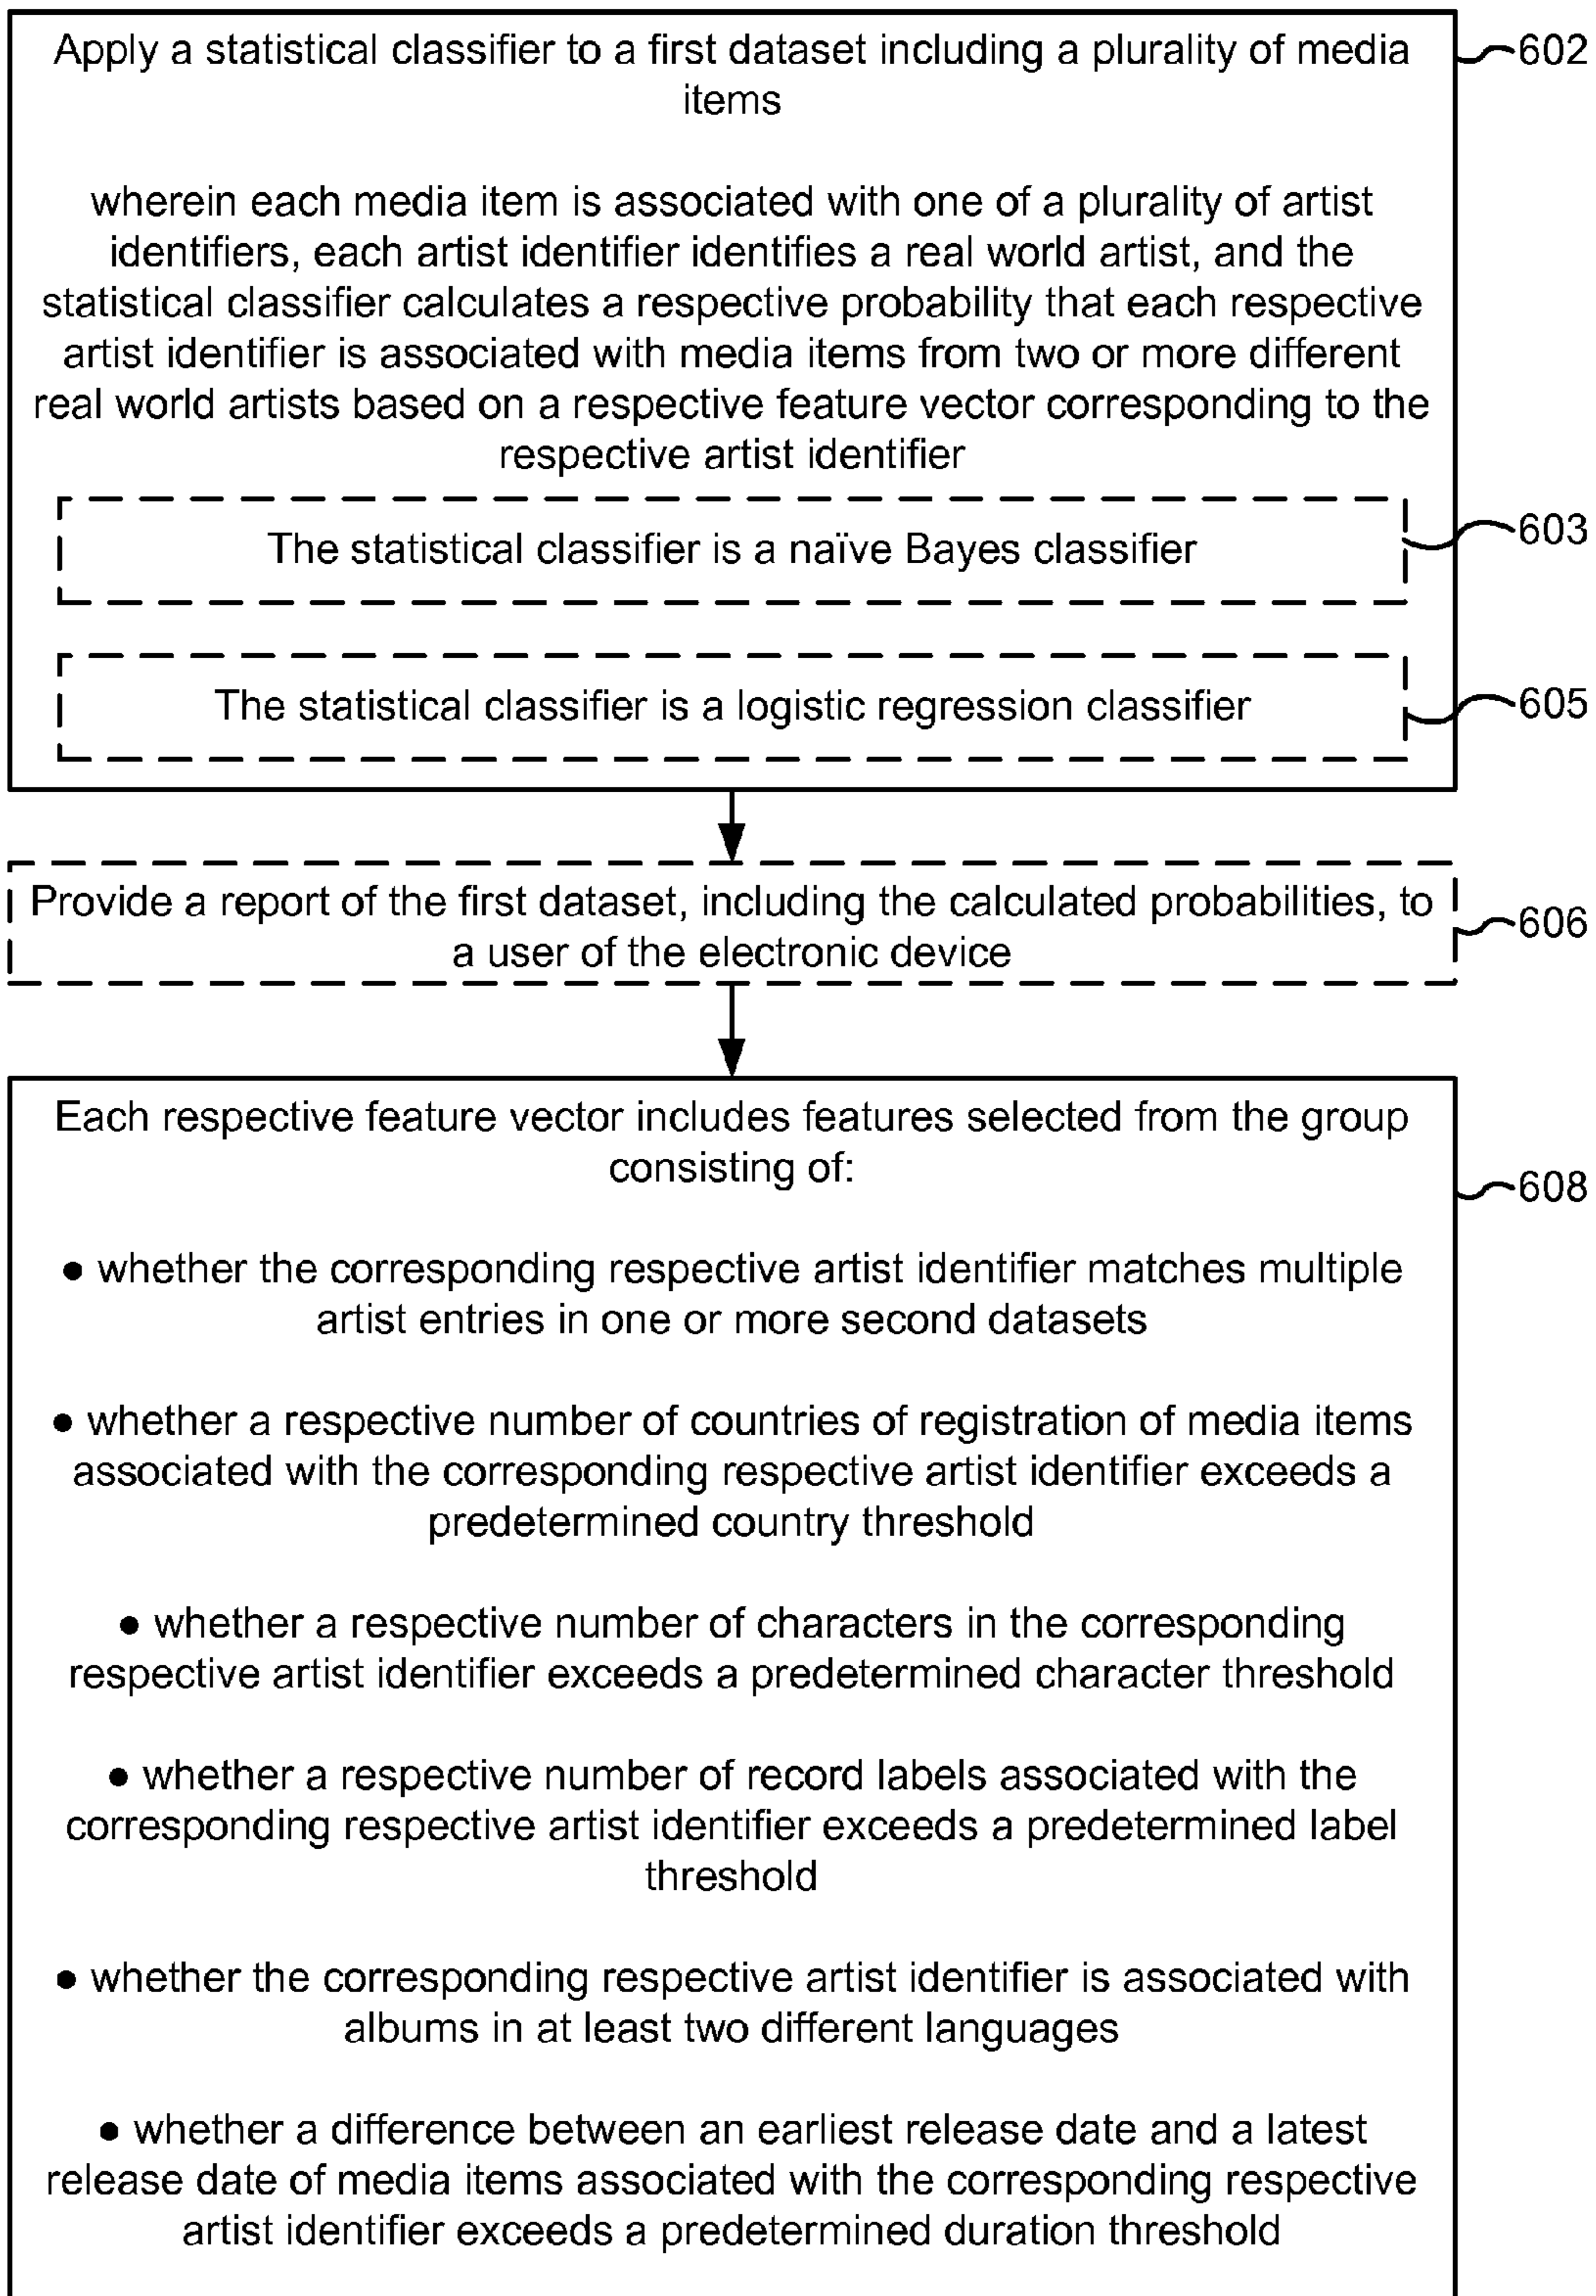 Apply a statistical classifier to a first dataset including a plurality of media
items
602
wherein each media item is associated with one of a plurality of artist
identifiers, each artist identifier identifies a real world artist, and the
statistical classifier calculates a respective probability that each respective
artist identifier is associated with media items from two or more different
real world artists based on a respective feature vector corresponding to the
respective artist identifier
The statistical classifier is a naïve Bayes classifier
603
The statistical classifier is a logistic regression classifier
605
Provide a report of the first dataset, including the calculated probabilities, to
a user of the electronic device
606
Each respective feature vector includes features selected from the group
consisting of:
608
• whether the corresponding respective artist identifier matches multiple
artist entries in one or more second datasets
• whether a respective number of countries of registration of media items
associated with the corresponding respective artist identifier exceeds a
predetermined country threshold
• whether a respective number of characters in the corresponding
respective artist identifier exceeds a predetermined character threshold
• whether a respective number of record labels associated with the
corresponding respective artist identifier exceeds a predetermined label
threshold
• whether the corresponding respective artist identifier is associated with
albums in at least two different languages
• whether a difference between an earliest release date and a latest
release date of media items associated with the corresponding respective
artist identifier exceeds a predetermined duration threshold